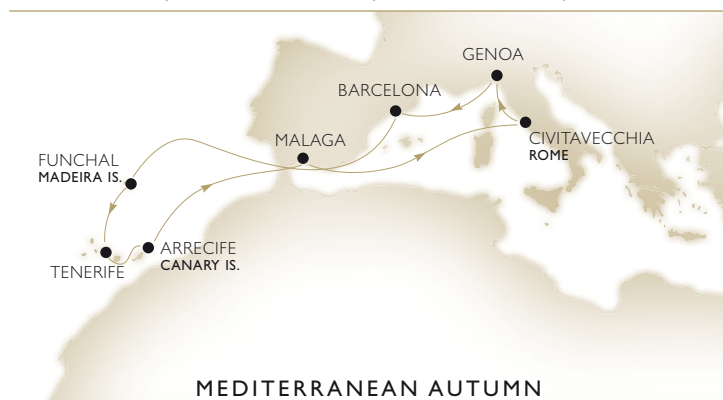 GENOA
BARCELONA
MALAGA
CIVITAVECCHIA
ROME
FUNCHAL
MADEIRA IS.
ARRECIFE
CANARY IS.
TENERIFE
MEDITERRANEAN AUTUMN